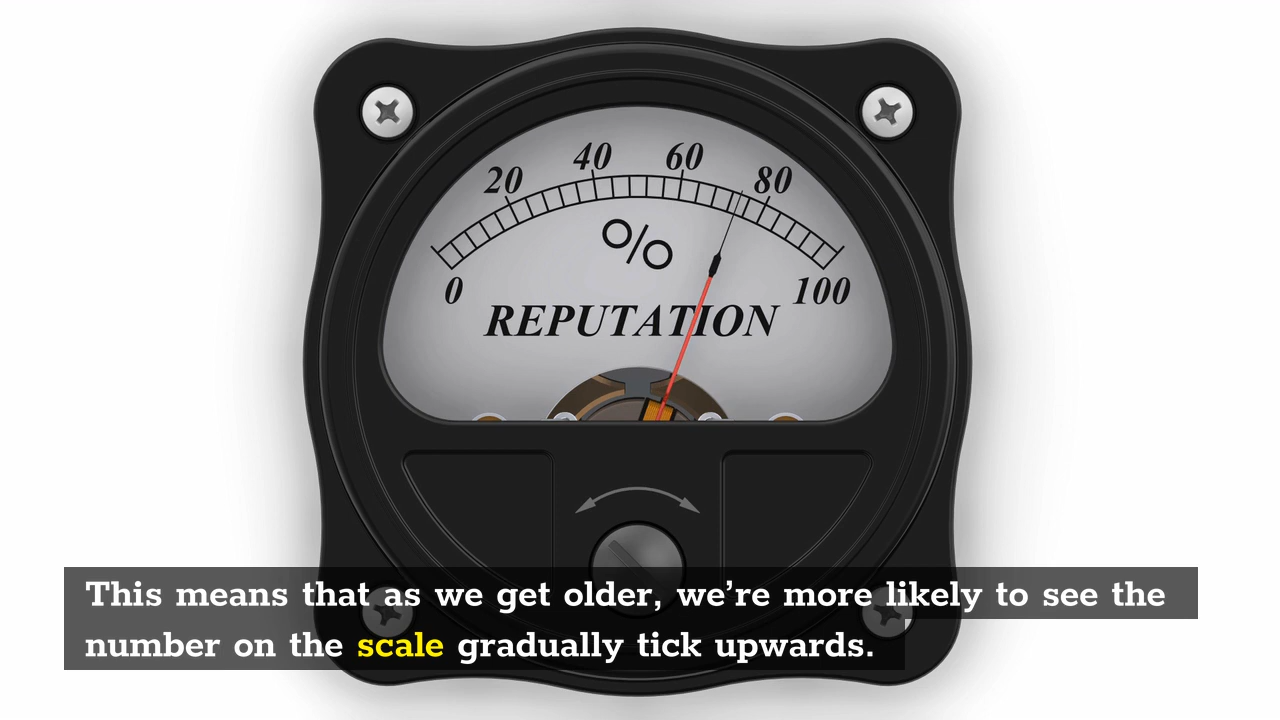 20 40 60 80
0 100
%
REPUTATION
This means that as we get older, we're more likely to see the
number on the scale gradually tick upwards.